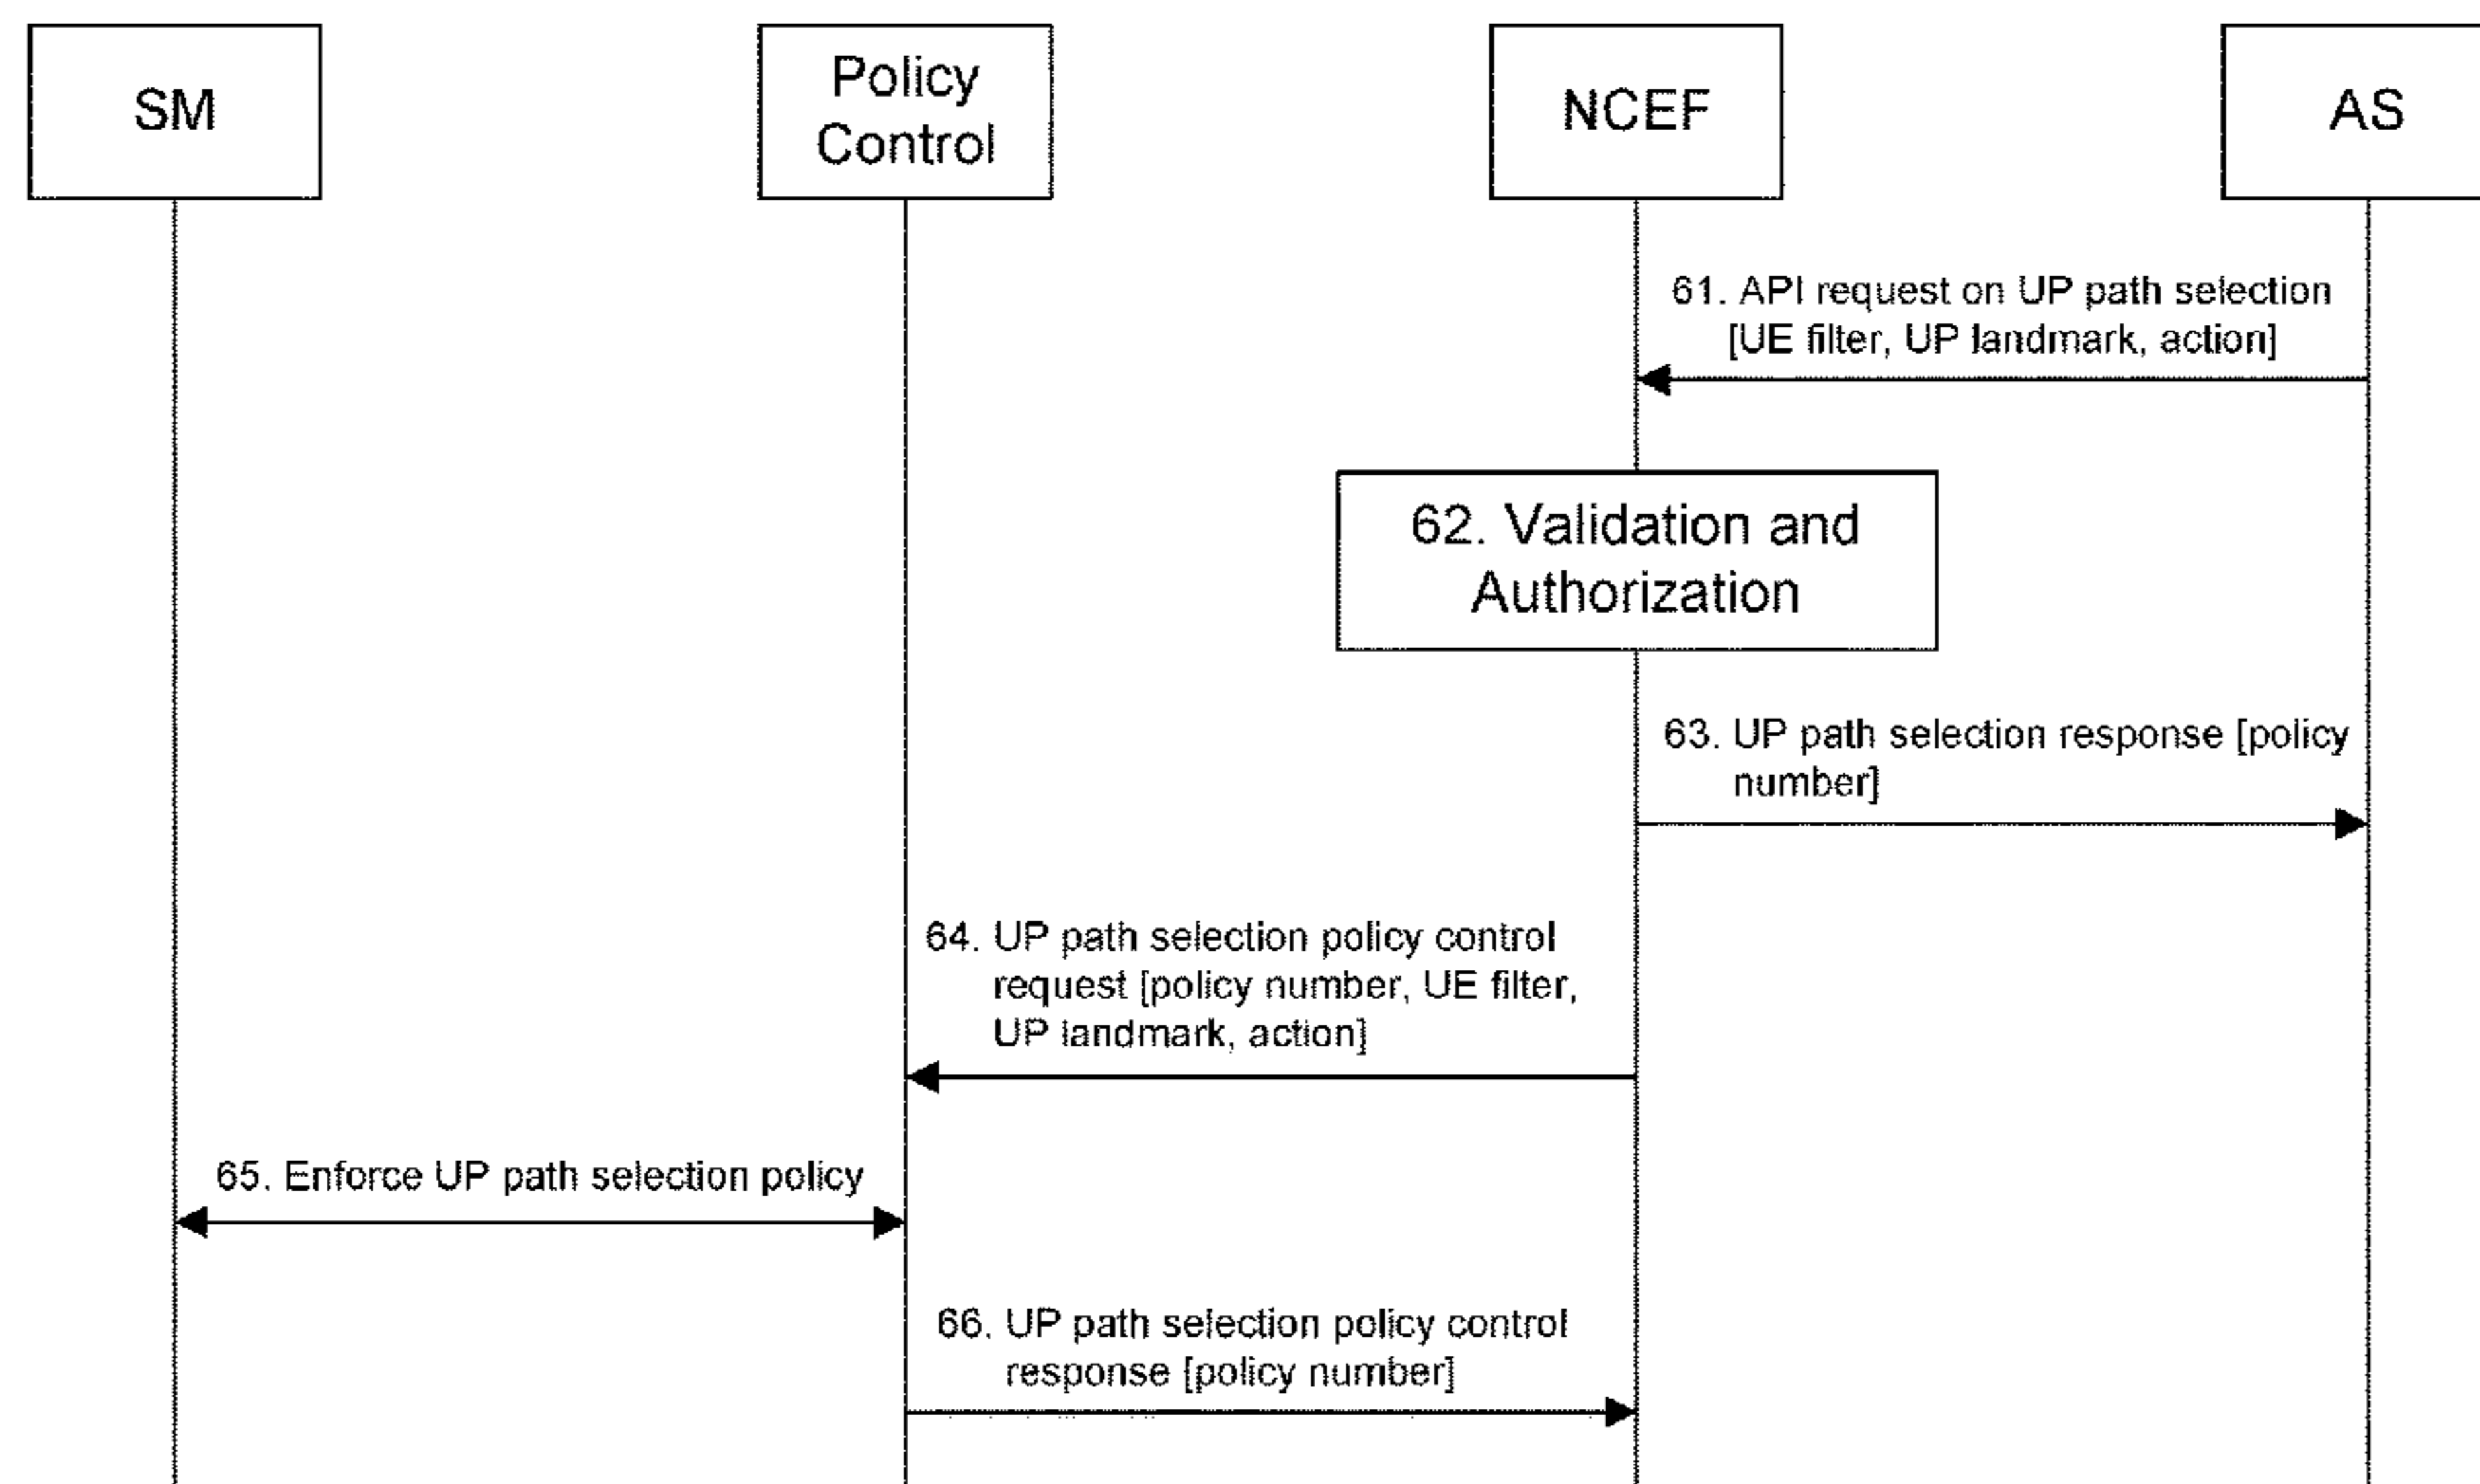 SM
Policy
Control
NCEF
AS
61. API request on UP path selection
[UE filter, UP landmark, action]
62. Validation and
Authorization
63. UP path selection response [policy
number]
64. UP path selection policy control
request [policy number, UE filter,
UP landmark, action]
65. Enforce UP path selection policy
66. UP path selection policy control
response [policy number]